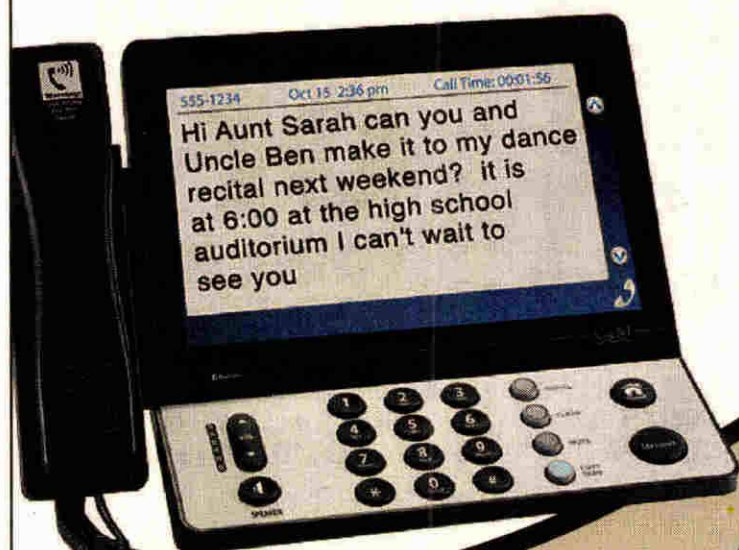 555-1234 Oct 15 2:36 pm Call Time: 00:01:56
Hi Aunt Sarah can you and
Uncle Ben make it to my dance
recital next weekend? it is
at 6:00 at the high school
auditorium I can't wait to
see you
1 2 3
4 5 6
7 8 9
* 0 #
VOL
SPEAKER